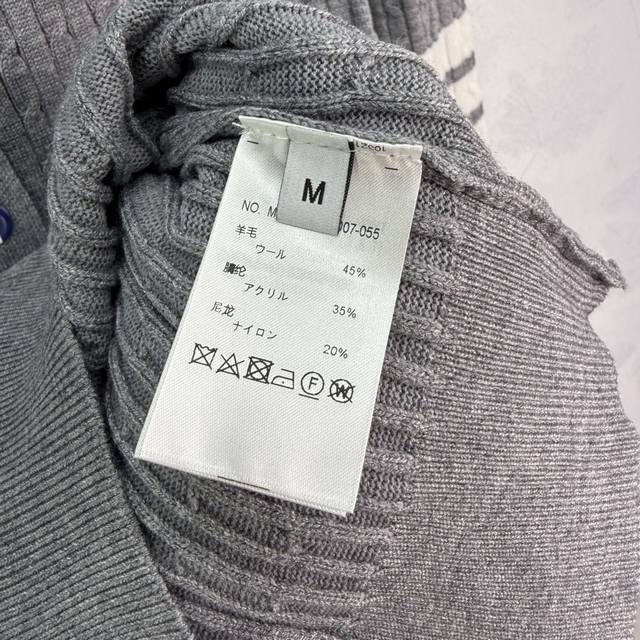 M
NO. M 007-055
羊毛
ウール 45%
腈纶
アクリル 35%
尼龙
ナイロン 20%
F
W